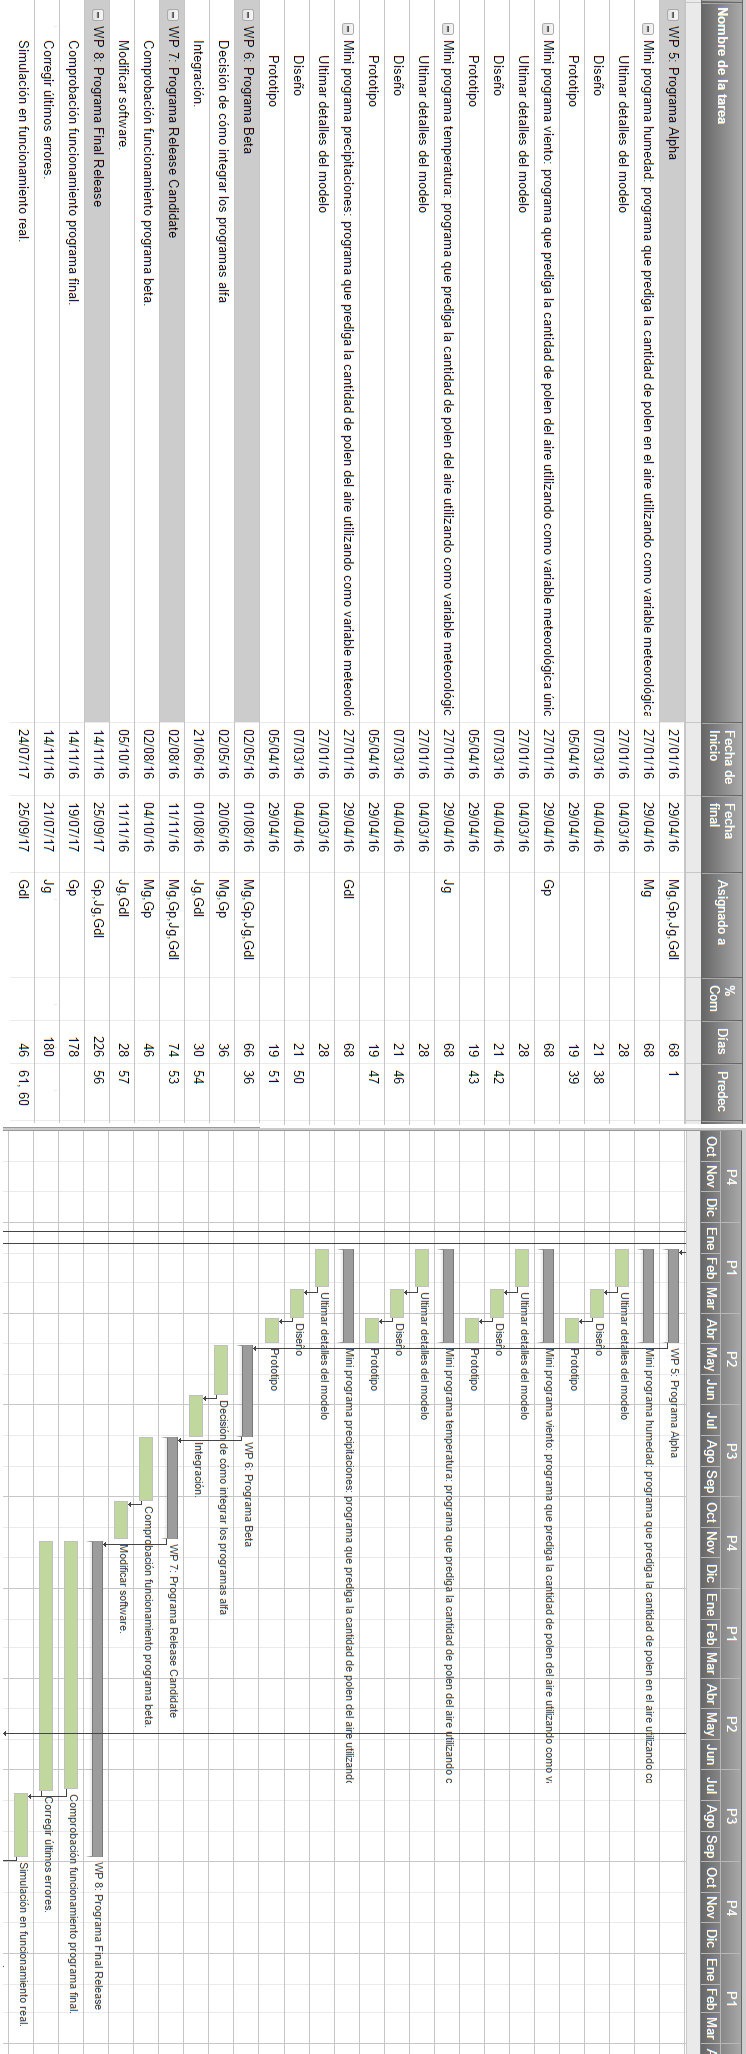 Nombre de la tarea Fecha de Inicio Fecha final Asignado a % Com Días Predec
WP 5: Programa Alpha 27/01/16 29/04/16 Mg,Gp,Jg,Gdl 68 1
Mini programa humedad: programa que prediga la cantidad de polen en el aire utilizando como variable meteorológica 27/01/16 29/04/16 Mg 68
Ultimar detalles del modelo 27/01/16 04/03/16 28
Diseño 07/03/16 04/04/16 21 38
Prototipo 05/04/16 29/04/16 19 39
Mini programa viento: programa que prediga la cantidad de polen del aire utilizando como variable meteorológica únic 27/01/16 29/04/16 Gp 68
Ultimar detalles del modelo 27/01/16 04/03/16 28
Diseño 07/03/16 04/04/16 21 42
Prototipo 05/04/16 29/04/16 19 43
Mini programa temperatura: programa que prediga la cantidad de polen del aire utilizando como variable meteorológic 27/01/16 29/04/16 Jg 68
Ultimar detalles del modelo 27/01/16 04/03/16 28
Diseño 07/03/16 04/04/16 21 46
Prototipo 05/04/16 29/04/16 19 47
Mini programa precipitaciones: programa que prediga la cantidad de polen del aire utilizando como variable meteoroló 27/01/16 29/04/16 Gdl 68
Ultimar detalles del modelo 27/01/16 04/03/16 28
Diseño 07/03/16 04/04/16 21 50
Prototipo 05/04/16 29/04/16 19 51
WP 6: Programa Beta 02/05/16 01/08/16 Mg,Gp,Jg,Gdl 66 36
Decisión de cómo integrar los programas alfa 02/05/16 20/06/16 Mg,Gp 36
Integración. 21/06/16 01/08/16 Jg,Gdl 30 54
WP 7: Programa Release Candidate 02/08/16 11/11/16 Mg,Gp,Jg,Gdl 74 53
Comprobación funcionamiento programa beta. 02/08/16 04/10/16 Mg,Gp 46
Modificar software. 05/10/16 11/11/16 Jg,Gdl 28 57
WP 8: Programa Final Release 14/11/16 25/09/17 Gp,Jg,Gdl 226 56
Comprobación funcionamiento programa final. 14/11/16 19/07/17 Gp 178
Corregir últimos errores. 14/11/16 21/07/17 Jg 180
Simulación en funcionamiento real. 24/07/17 25/09/17 Gdl 46 61, 60
P4 P1 P2 P3 P4 P1 P2 P3 P4 P1
Oct Nov Dic Ene Feb Mar Abr May Jun Jul Ago Sep Oct Nov Dic Ene Feb Mar Abr May Jun Jul Ago Sep Oct Nov Dic Ene Feb Mar
WP 5: Programa Alpha
Mini programa humedad: programa que prediga la cantidad de polen en el aire utilizando co
Ultimar detalles del modelo
Diseño
Prototipo
Mini programa viento: programa que prediga la cantidad de polen del aire utilizando como va
Ultimar detalles del modelo
Diseño
Prototipo
Mini programa temperatura: programa que prediga la cantidad de polen del aire utilizando c
Ultimar detalles del modelo
Diseño
Prototipo
Mini programa precipitaciones: programa que prediga la cantidad de polen del aire utilizando
Ultimar detalles del modelo
Diseño
Prototipo
WP 6: Programa Beta
Decisión de cómo integrar los programas alfa
Integración.
WP 7: Programa Release Candidate
Comprobación funcionamiento programa beta.
Modificar software.
WP 8: Programa Final Release
Comprobación funcionamiento programa final.
Corregir últimos errores.
Simulación en funcionamiento real.